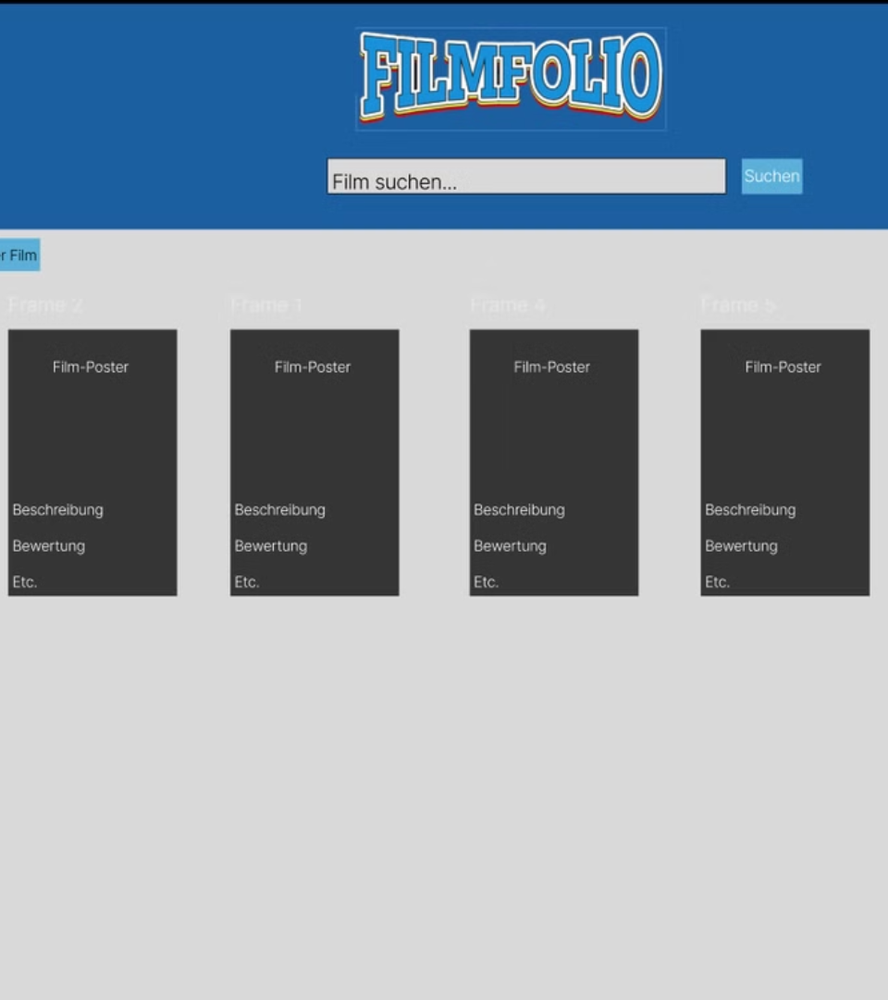 FILMFOLIO
Film suchen...
Suchen
r Film
Frame 2
Frame 1
Frame 4
Frame 5
Film-Poster
Film-Poster
Film-Poster
Film-Poster
Beschreibung
Beschreibung
Beschreibung
Beschreibung
Bewertung
Bewertung
Bewertung
Bewertung
Etc.
Etc.
Etc.
Etc.